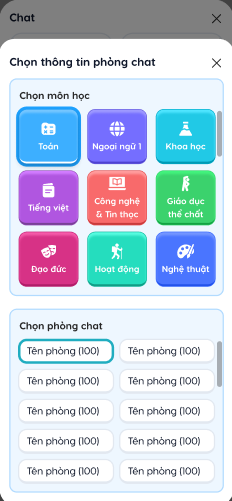 Chat
Chọn thông tin phòng chat
Chọn môn học
Toán
Ngoại ngữ 1
Khoa học
Tiếng việt
Công nghệ
& Tin thọc
Giáo dục
thể chất
Đạo đức
Hoạt động
Nghệ thuật
Chọn phòng chat
Tên phòng (100)
Tên phòng (100)
Tên phòng (100)
Tên phòng (100)
Tên phòng (100)
Tên phòng (100)
Tên phòng (100)
Tên phòng (100)
Tên phòng (100)
Tên phòng (100)